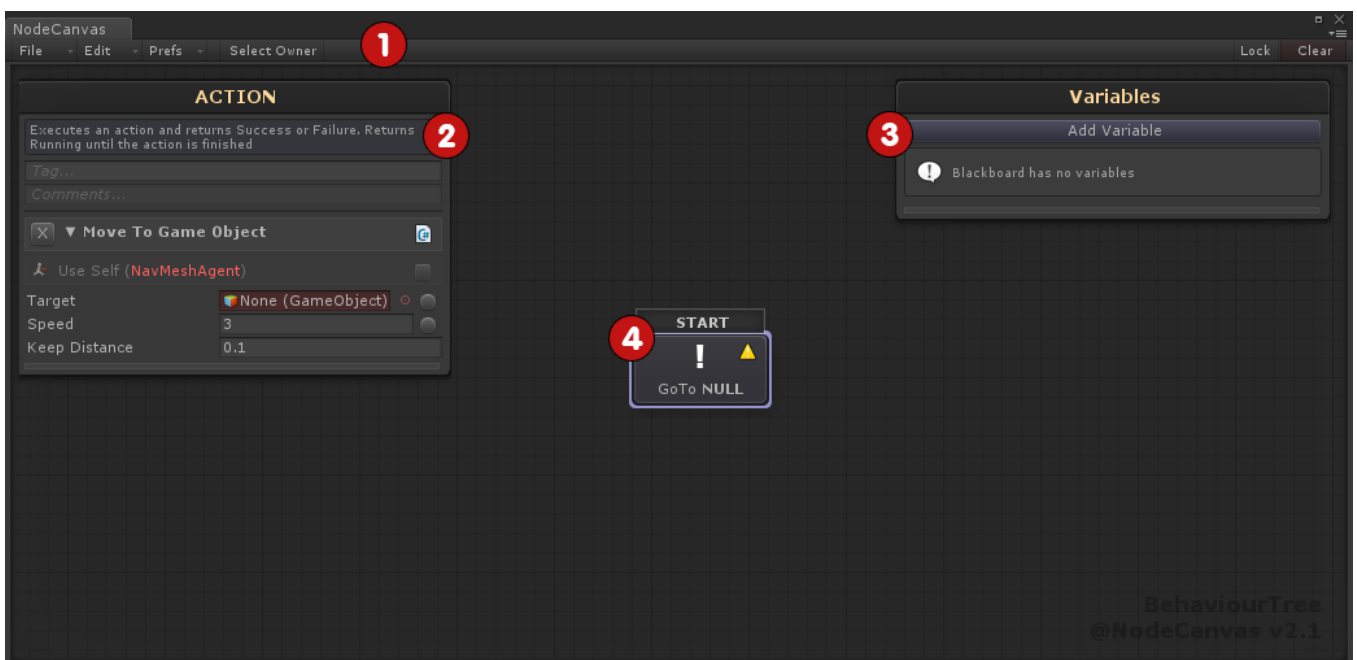 NodeCanvas
File Edit Prefs Select Owner
1
Lock Clear
ACTION
Executes an action and returns Success or Failure. Returns
Running until the action is finished
2
Tag...
Comments...
X ▼ Move To Game Object
C#
Use Self (NavMeshAgent)
Target None (GameObject)
Speed 3
Keep Distance 0.1
Variables
3
Add Variable
! Blackboard has no variables
START
4
!
GoTo NULL
BehaviourTree
@NodeCanvas v2.1